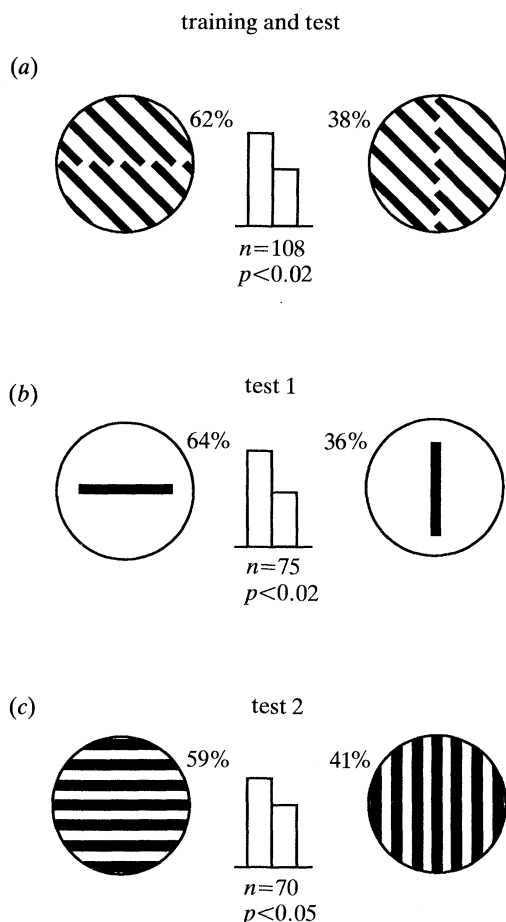 training and test
(a)
62%
38%
n=108
p<0.02
(b)
test 1
64%
36%
n=75
p<0.02
(c)
test 2
59%
41%
n=70
p<0.05